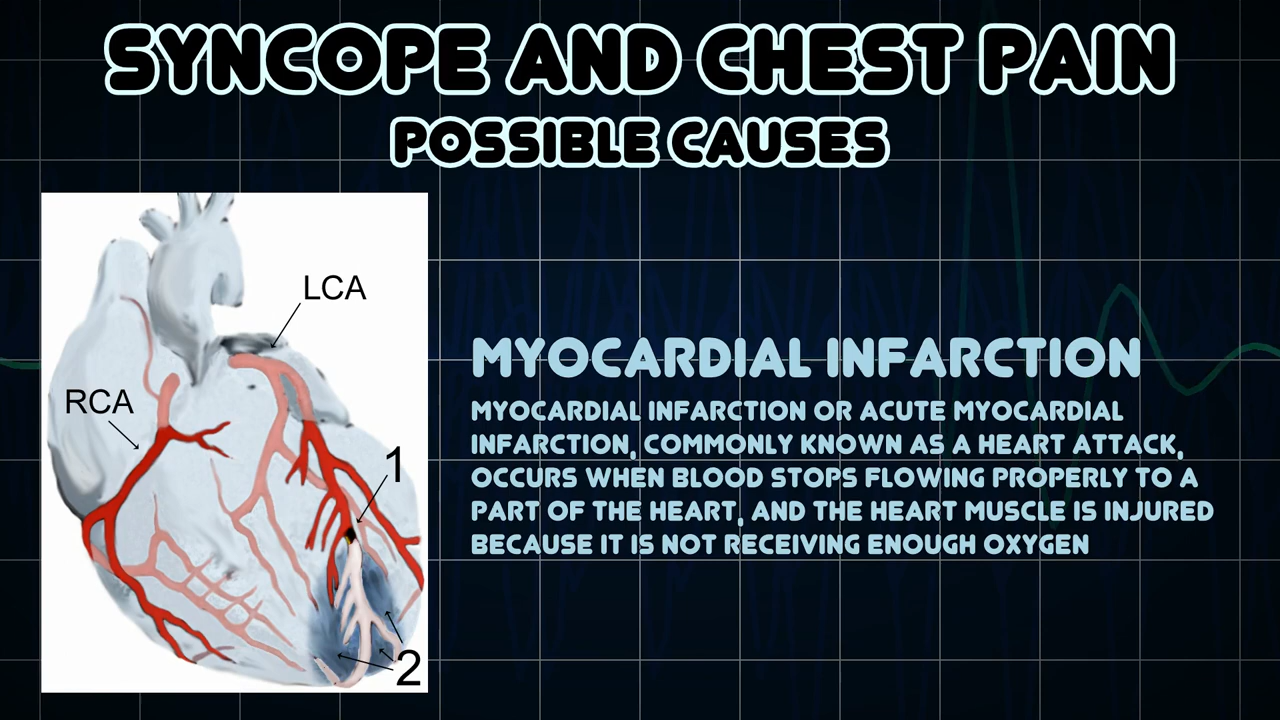 SYNCOPE AND CHEST PAIN
POSSIBLE CAUSES
LCA
RCA
1
2
MYOCARDIAL INFARCTION
MYOCARDIAL INFARCTION OR ACUTE MYOCARDIAL
INFARCTION, COMMONLY KNOWN AS A HEART ATTACK,
OCCURS WHEN BLOOD STOPS FLOWING PROPERLY TO A
PART OF THE HEART, AND THE HEART MUSCLE IS INJURED
BECAUSE IT IS NOT RECEIVING ENOUGH OXYGEN